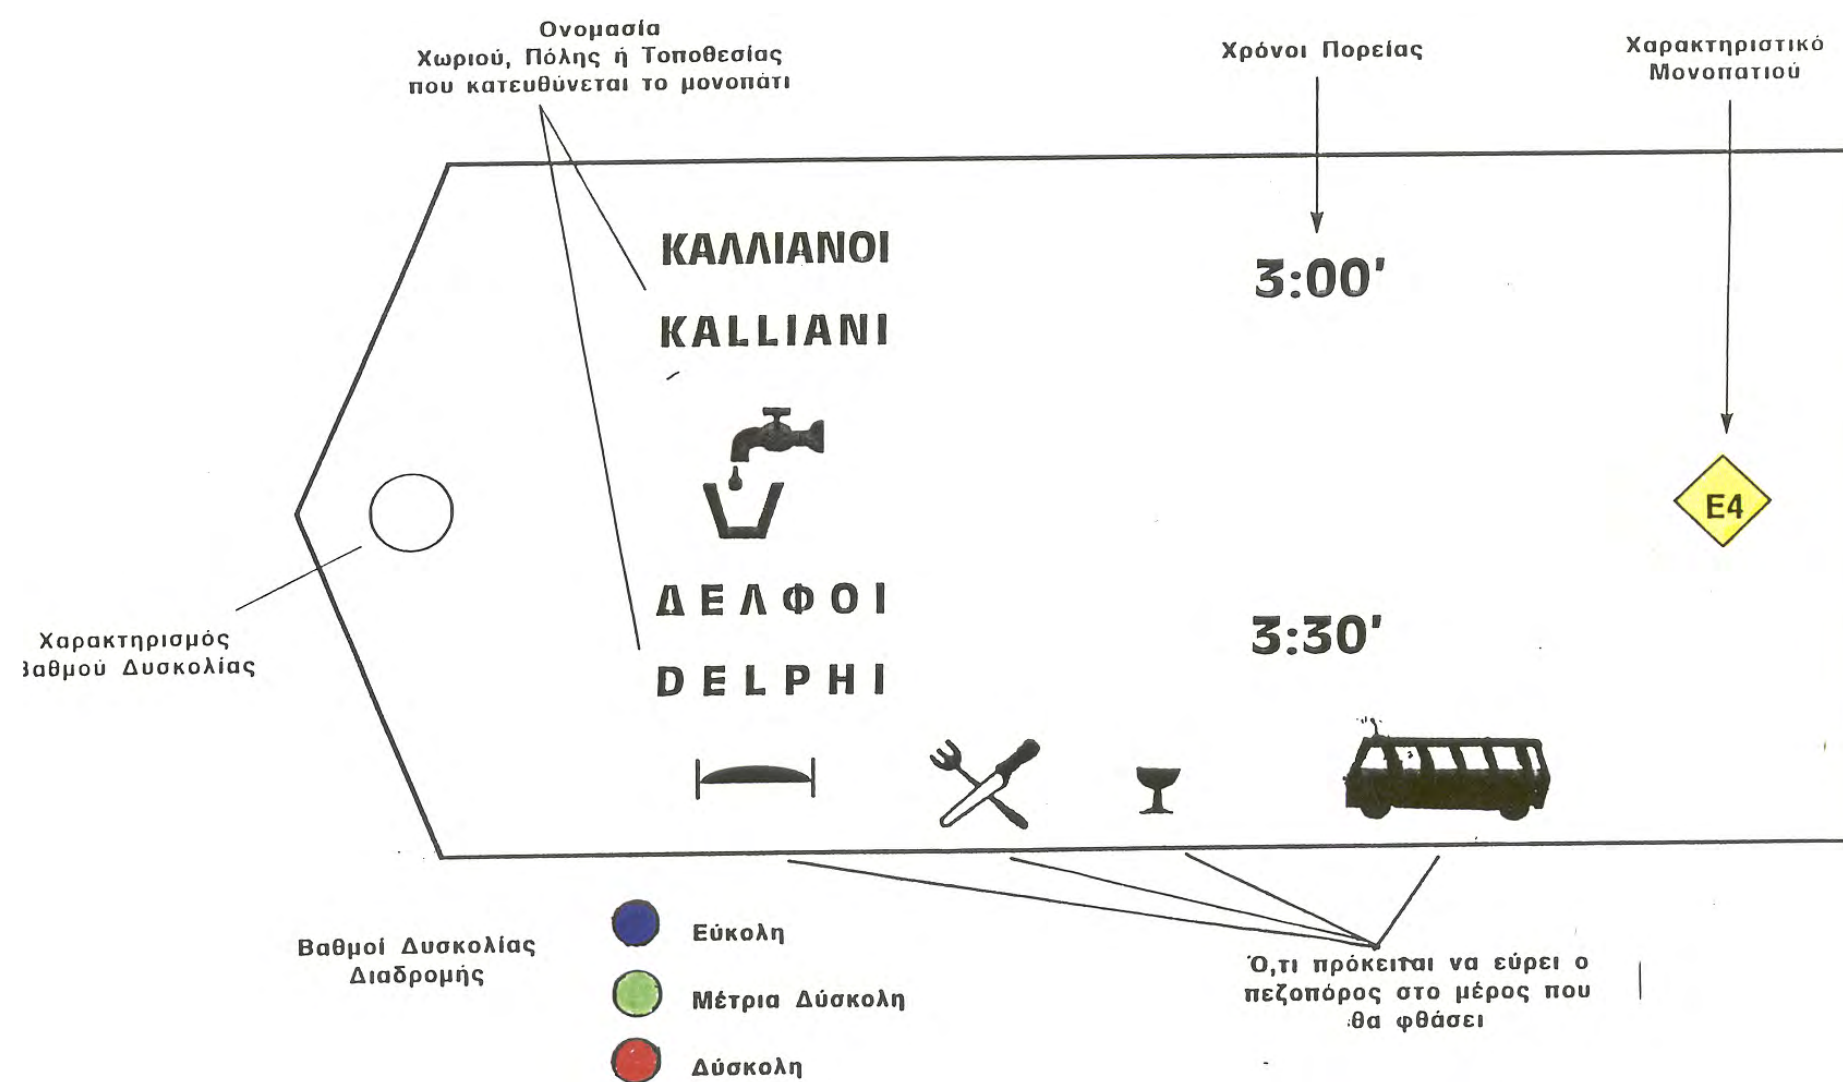 Ονομασία
Χωριού, Πόλης ή Τοποθεσίας
που κατευθύνεται το μονοπάτι
Χρόνοι Πορείας
Χαρακτηριστικό
Μονοπατιού
ΚΑΛΛΙΑΝΟΙ
3:00'
KALLIANI
E4
ΔΕΛΦΟΙ
3:30'
DELPHI
Χαρακτηρισμός
Βαθμού Δυσκολίας
Βαθμοί Δυσκολίας
Διαδρομής
Εύκολη
Μέτρια Δύσκολη
Δύσκολη
Ό,τι πρόκειται να εύρει ο
πεζοπόρος στο μέρος που
θα φθάσει